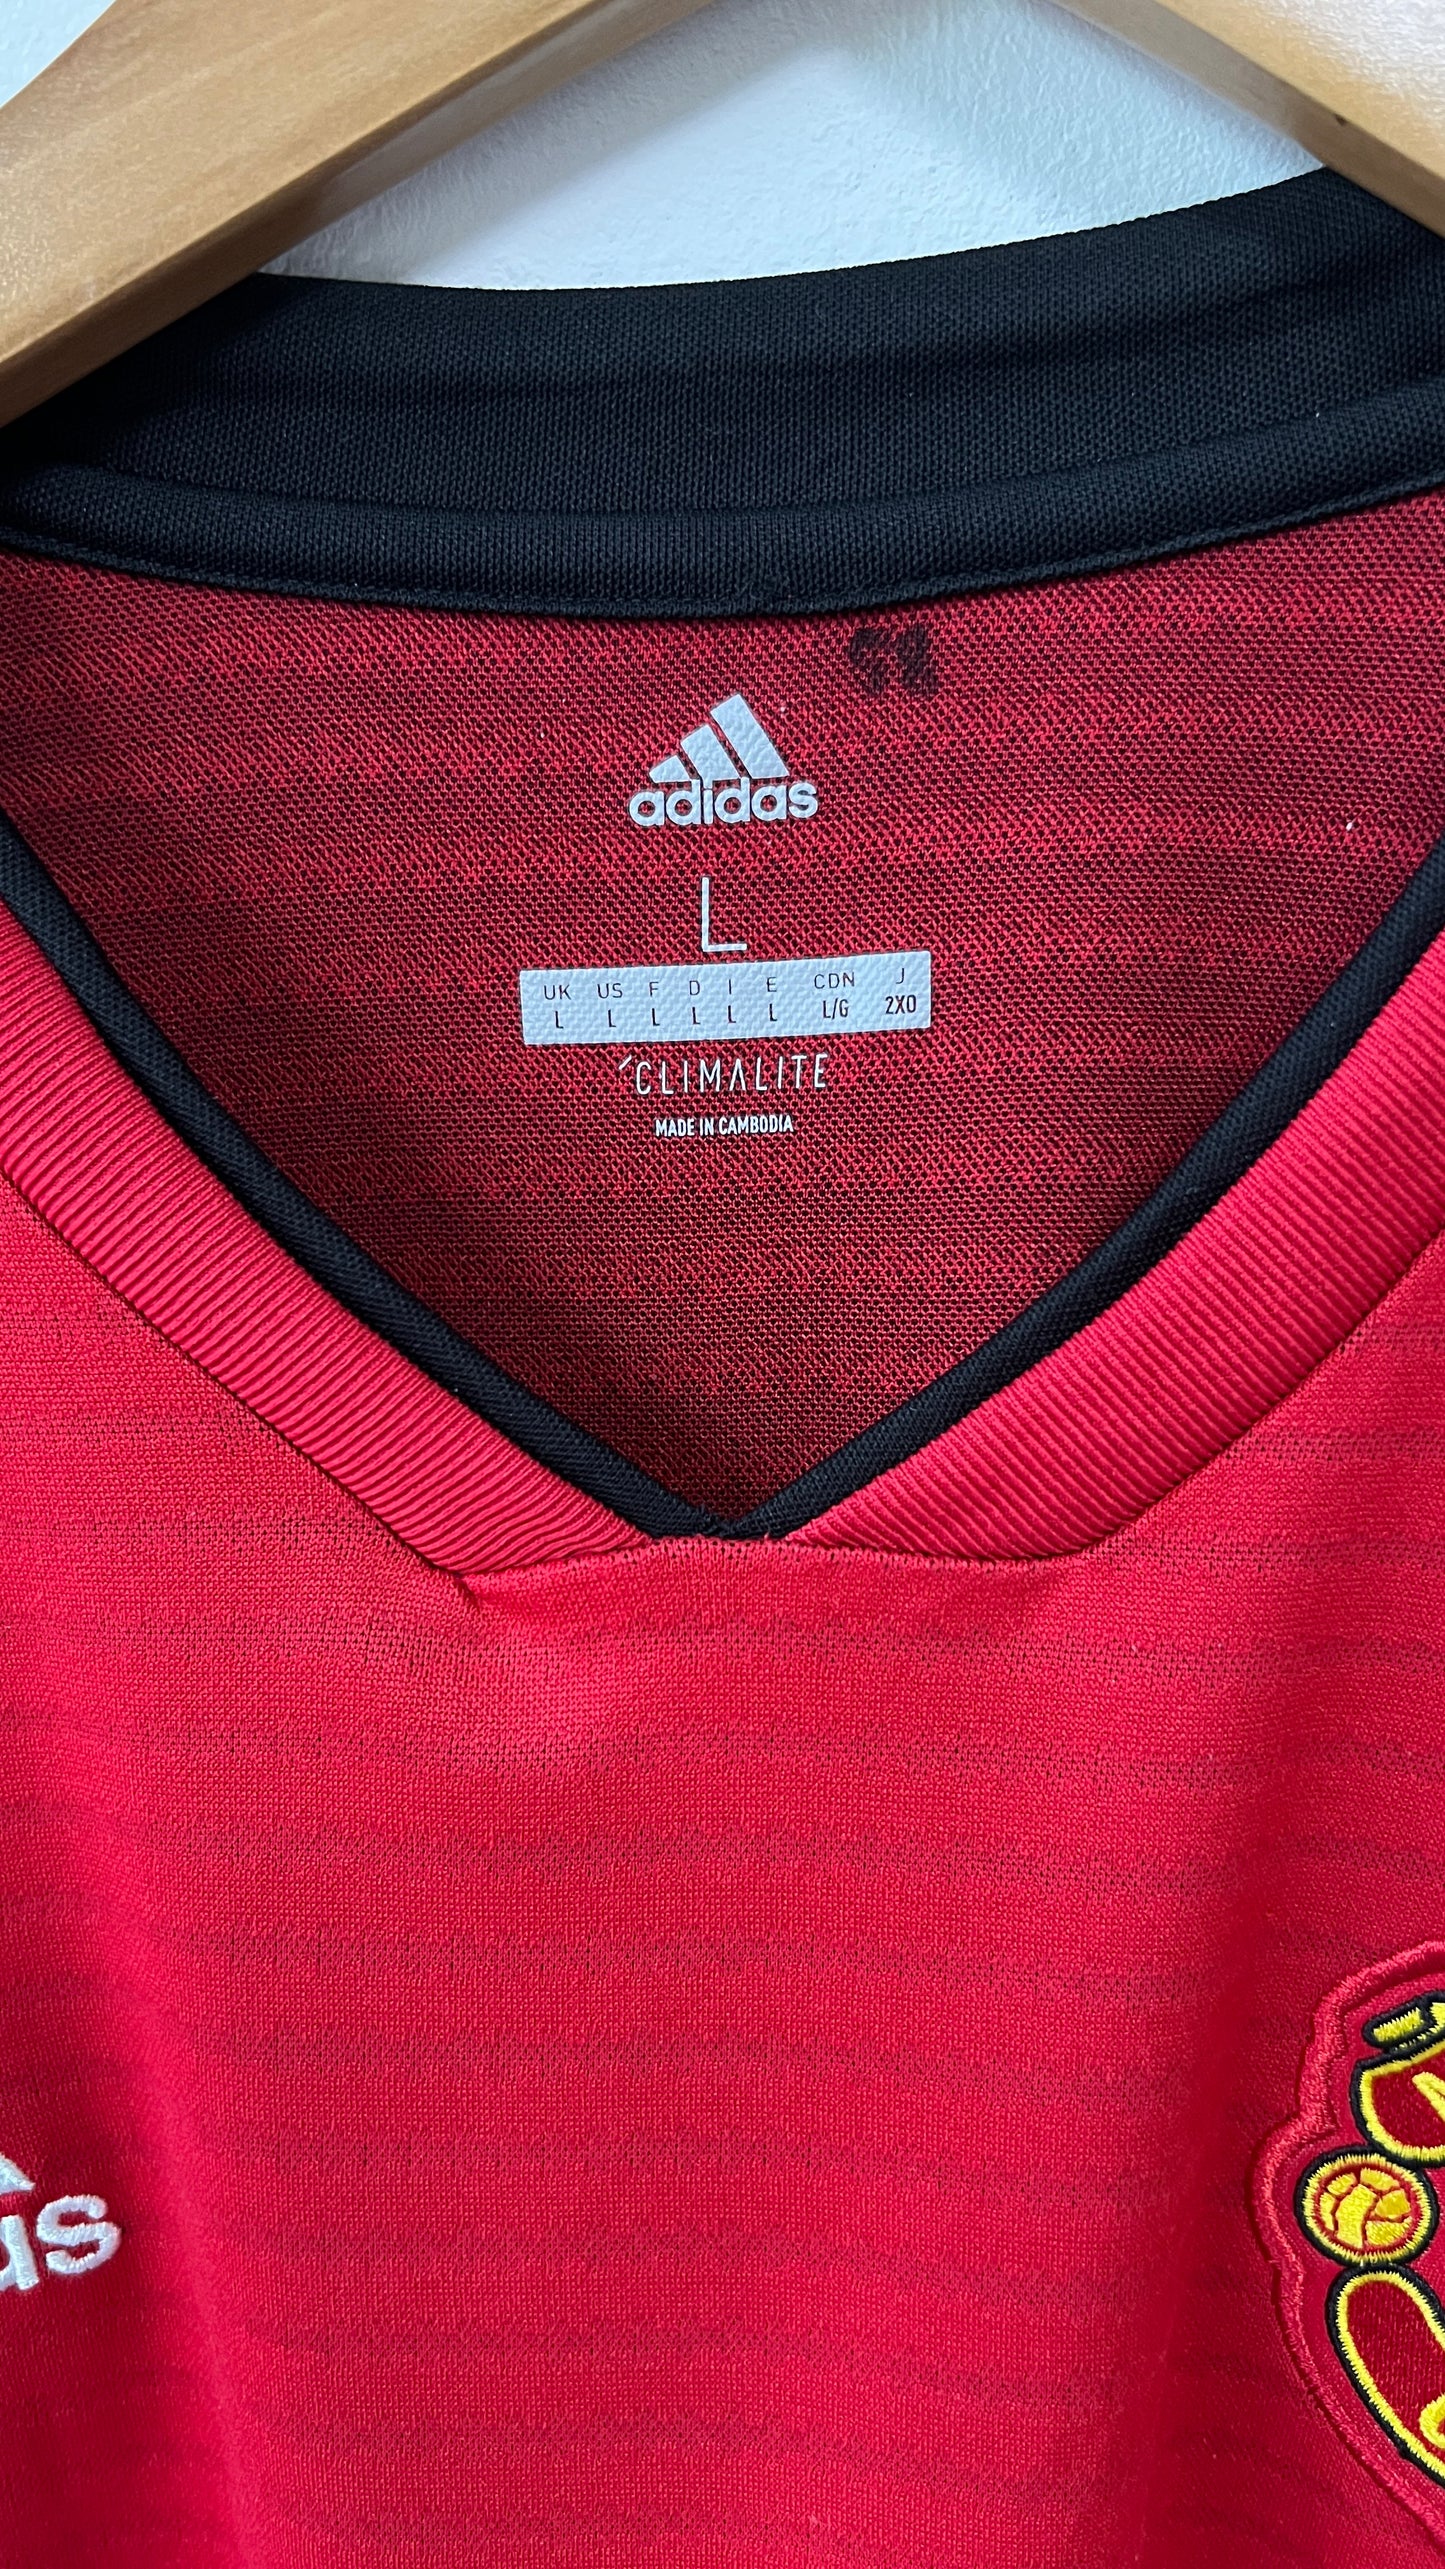 adidas
L
UK US F D I E CDN J
L L L L L L L/G 2XO
CLIMALITE
MADE IN CAMBODIA